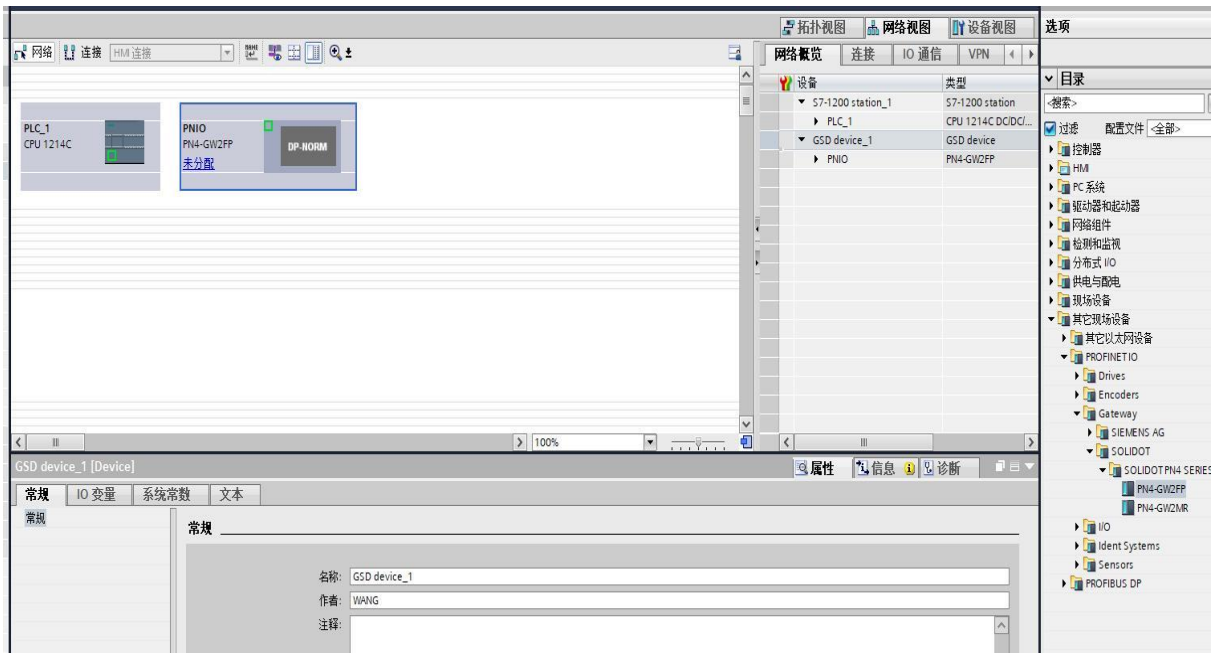 拓扑视图 网络视图 设备视图 选项
网络 连接 HMI 连接
网络概览 连接 IO 通信 VPN
设备 类型
S7-1200 station_1 S7-1200 station
PLC_1 CPU 1214C DC/DC/...
GSD device_1 GSD device
PNIO PN4-GW2FP
PLC_1
CPU 1214C
PNIO
PN4-GW2FP
未分配
DP-NORM
100%
目录
<搜索>
过滤 配置文件 <全部>
控制器
HMI
PC 系统
驱动器和起动器
网络组件
检测和监视
分布式 I/O
供电与配电
现场设备
其它现场设备
其它以太网设备
PROFINET IO
Drives
Encoders
Gateway
SIEMENS AG
SOLIDOT
SOLIDOT PN4 SERIES
PN4-GW2FP
PN4-GW2MR
I/O
Ident Systems
Sensors
PROFIBUS DP
GSD device_1 [Device] 属性 信息 诊断
常规 IO 变量 系统常数 文本
常规
常规
名称: GSD device_1
作者: WANG
注释: